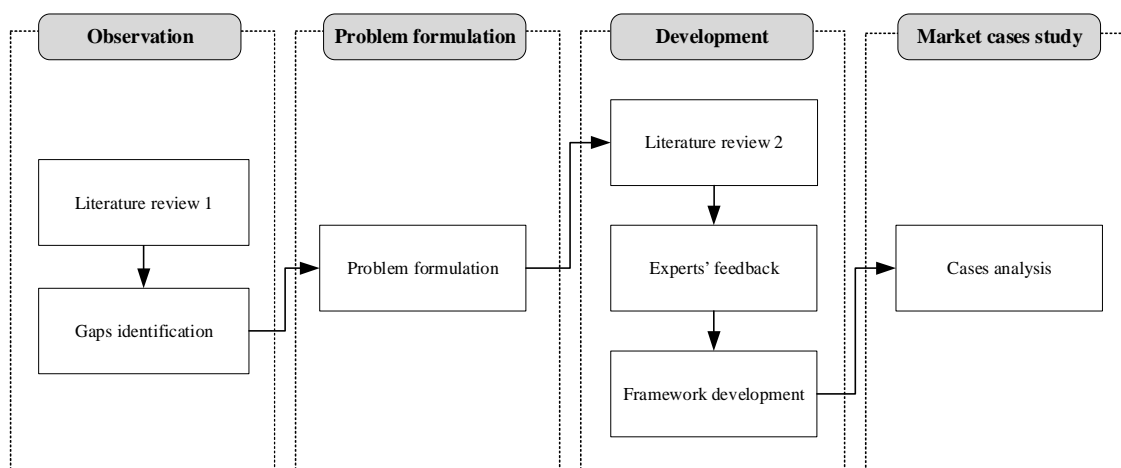 Observation
Problem formulation
Development
Market cases study
Literature review 1
Gaps identification
Problem formulation
Literature review 2
Experts’ feedback
Framework development
Cases analysis